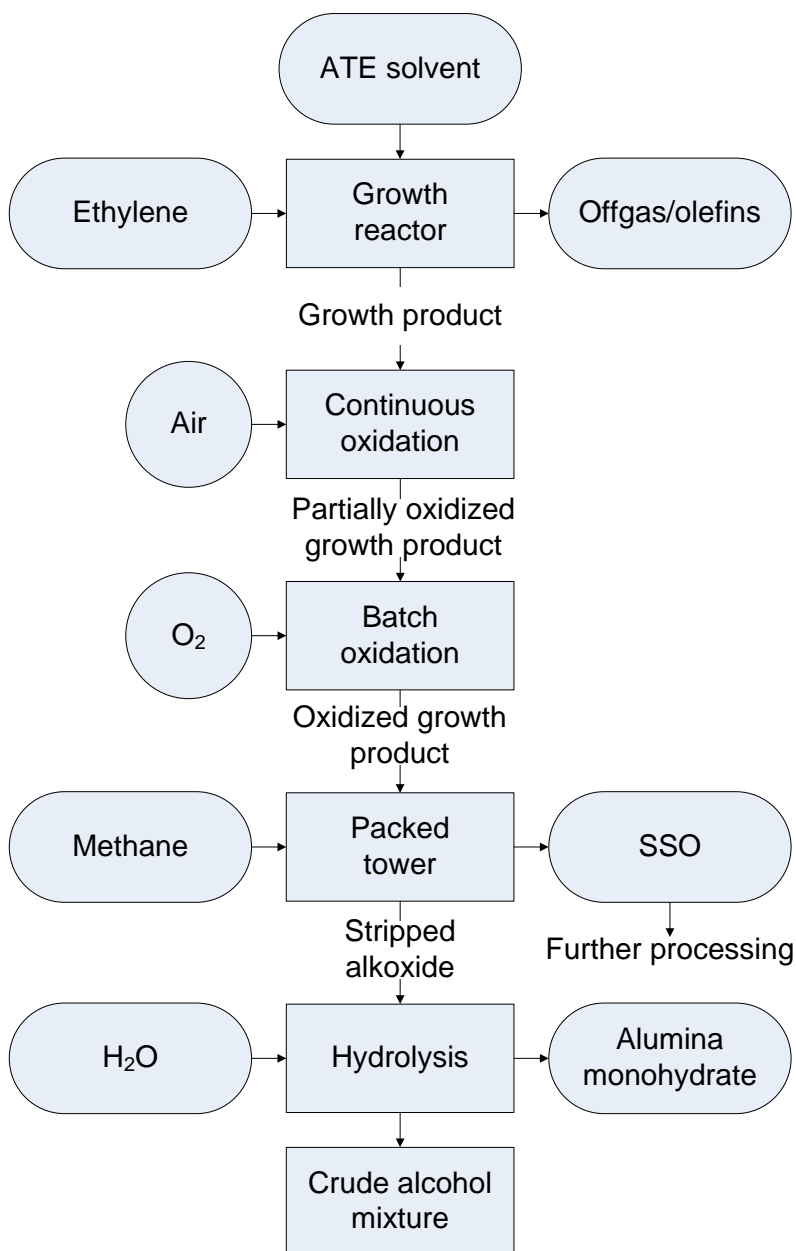 ATE solvent
Ethylene
Growth
reactor
Offgas/olefins
Growth product
Air
Continuous
oxidation
Partially oxidized
growth product
O₂
Batch
oxidation
Oxidized growth
product
Methane
Packed
tower
SSO
Stripped
alkoxide
Further processing
H₂O
Hydrolysis
Alumina
monohydrate
Crude alcohol
mixture